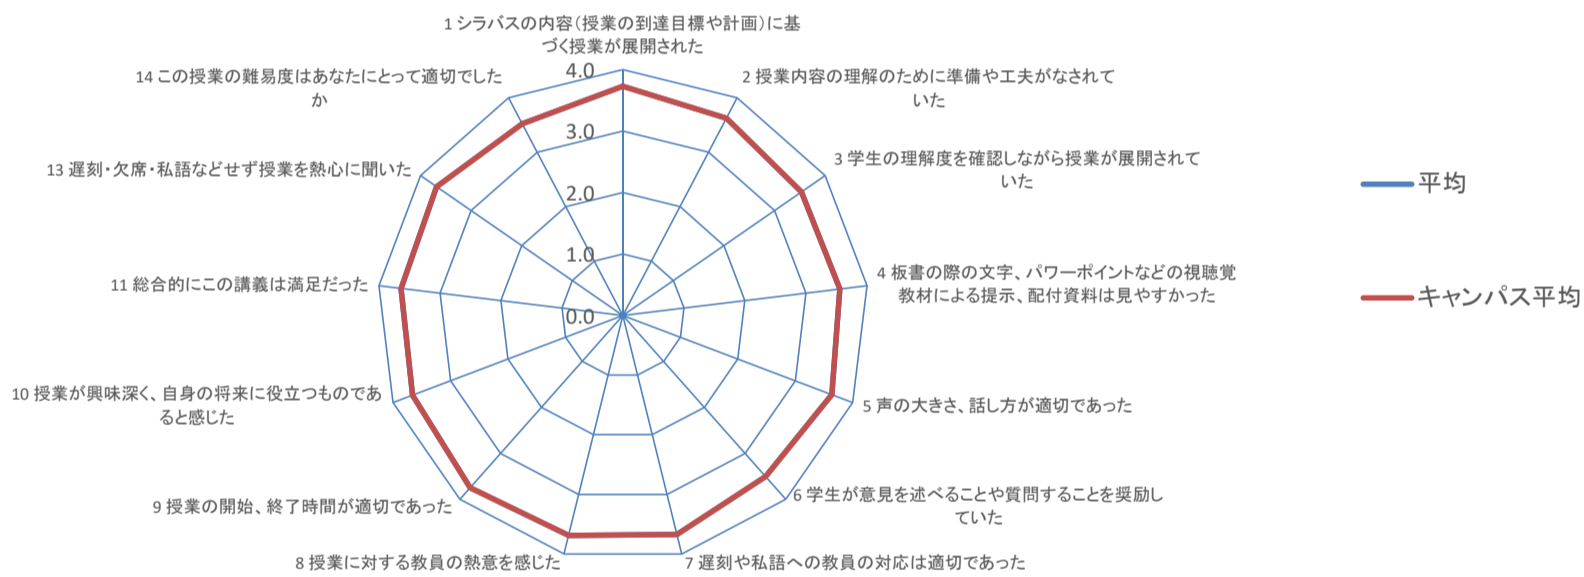 1 シラバスの内容（授業の到達目標や計画）に基
づく授業が展開された
2 授業内容の理解のために準備や工夫がなされて
いた
3 学生の理解度を確認しながら授業が展開されて
いた
4 板書の際の文字、パワーポイントなどの視聴覚
教材による提示、配付資料は見やすかった
5 声の大きさ、話し方が適切であった
6 学生が意見を述べることや質問することを奨励し
ていた
7 遅刻や私語への教員の対応は適切であった
8 授業に対する教員の熱意を感じた
9 授業の開始、終了時間が適切であった
10 授業が興味深く、自身の将来に役立つものであ
ると感じた
11 総合的にこの講義は満足だった
13 遅刻・欠席・私語などせず授業を熱心に聞いた
14 この授業の難易度はあなたにとって適切でした
か
4.0
3.0
2.0
1.0
0.0
平均
キャンパス平均